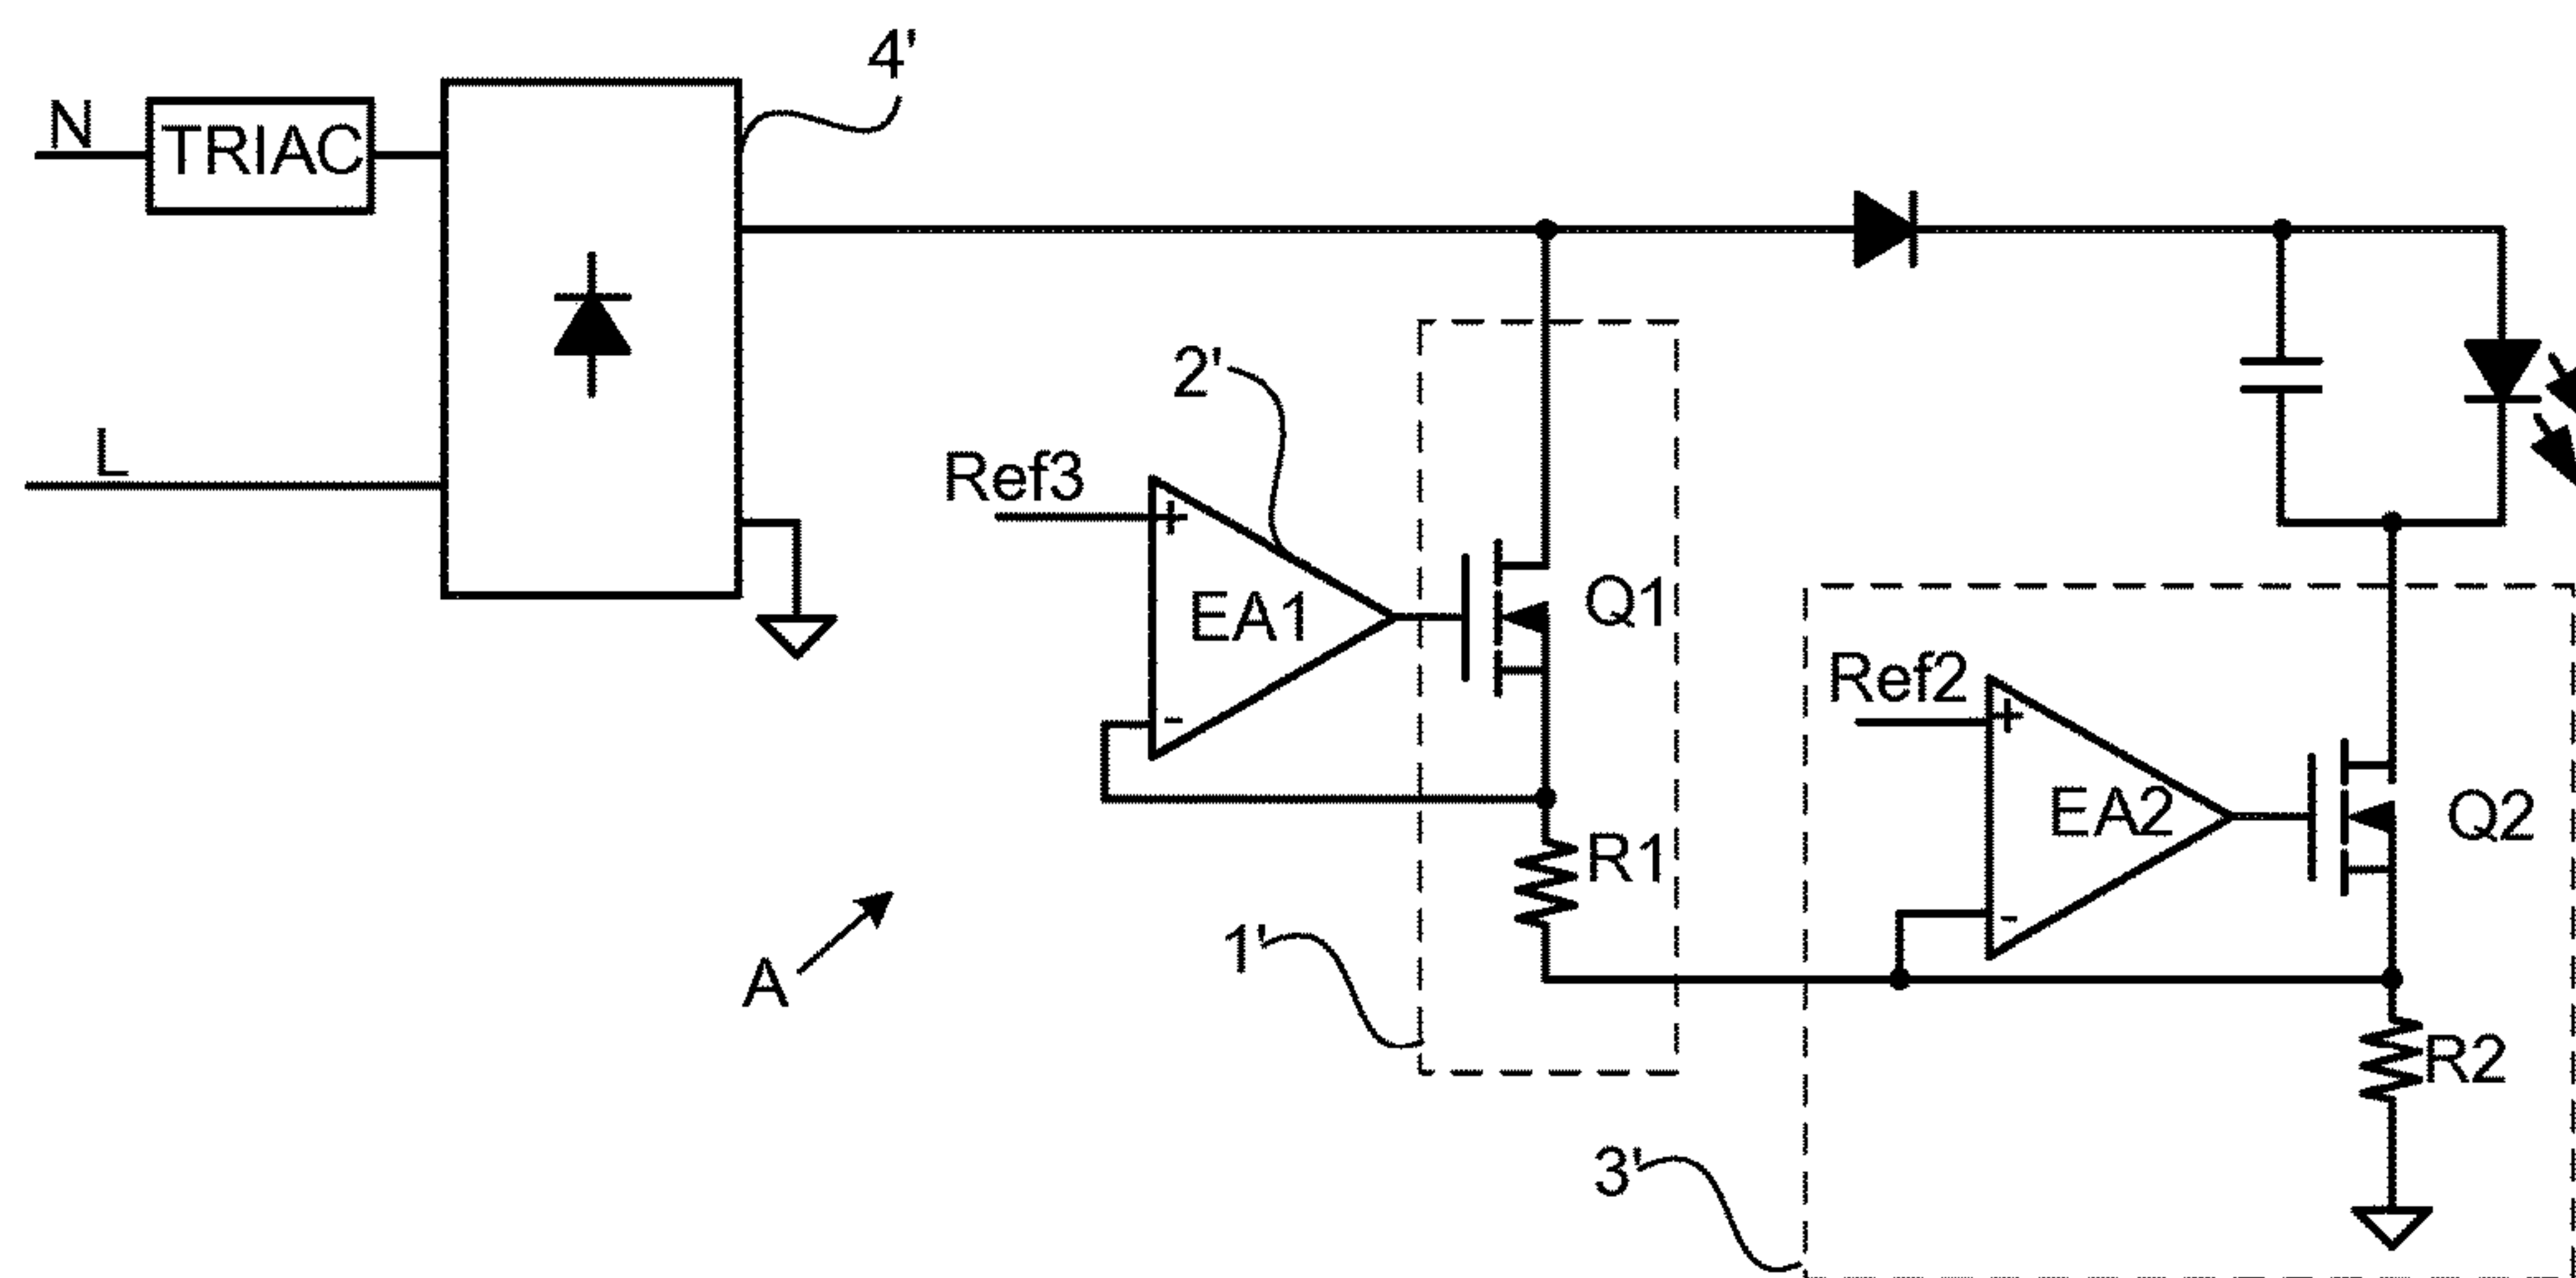 4'
N
TRIAC
L
2'
Ref3
+
EA1
-
Q1
Ref2
+
EA2
-
Q2
R1
1'
A
R2
3'